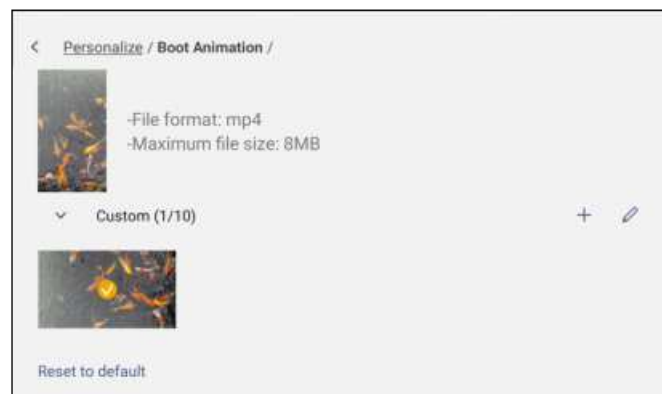 Personalize / Boot Animation /
-File format: mp4
-Maximum file size: 8MB
Custom (1/10)
Reset to default